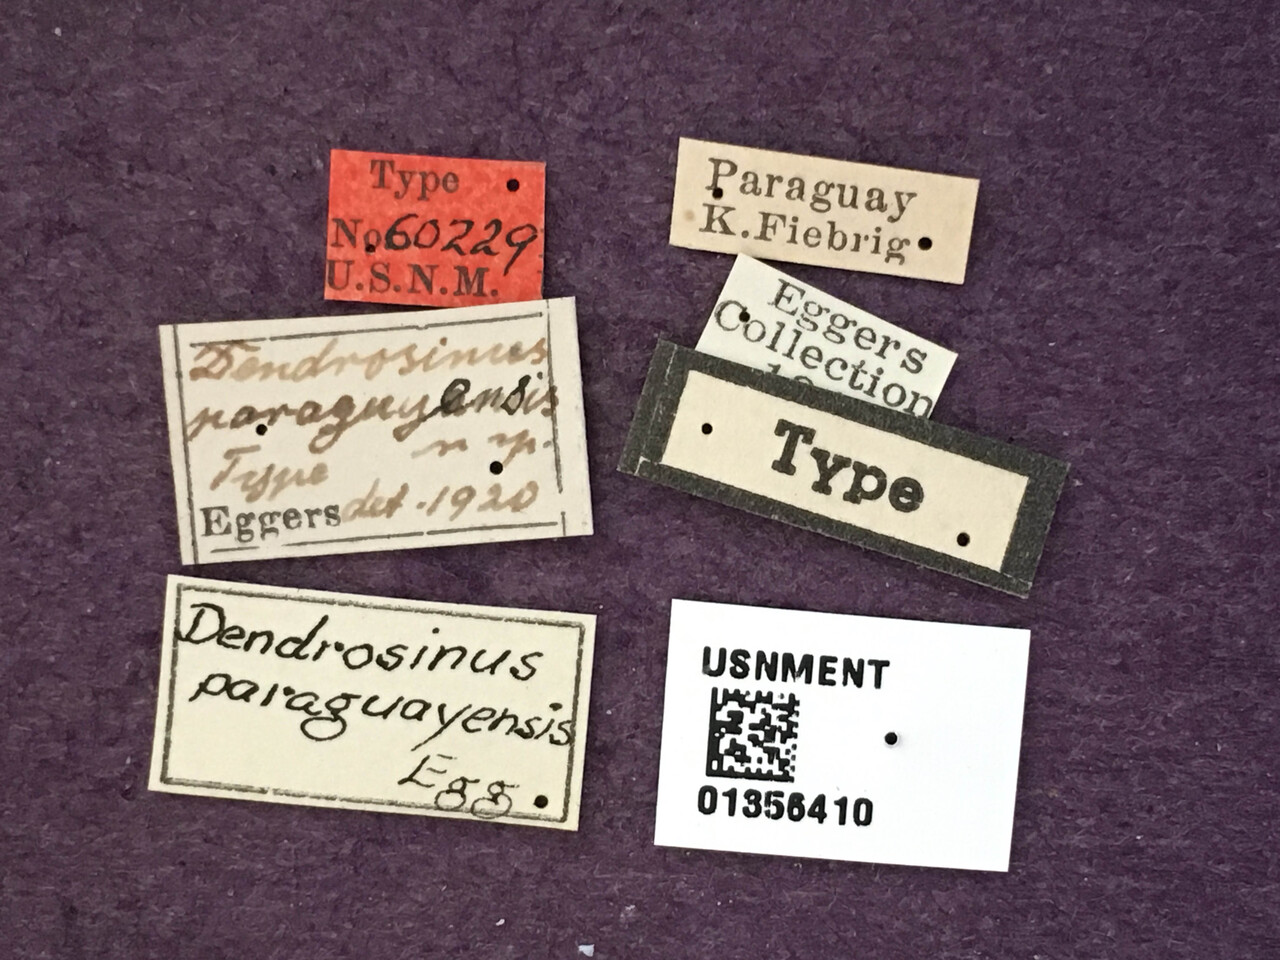 Type
No. 60229
U.S.N.M.
Paraguay
K.Fiebrig
Eggers
Collection
Dendrosinus
paraguyensis
n sp.
Type
Eggers det. 1920
Type
Dendrosinus
paraguayensis
Egg
USNMENT
01356410